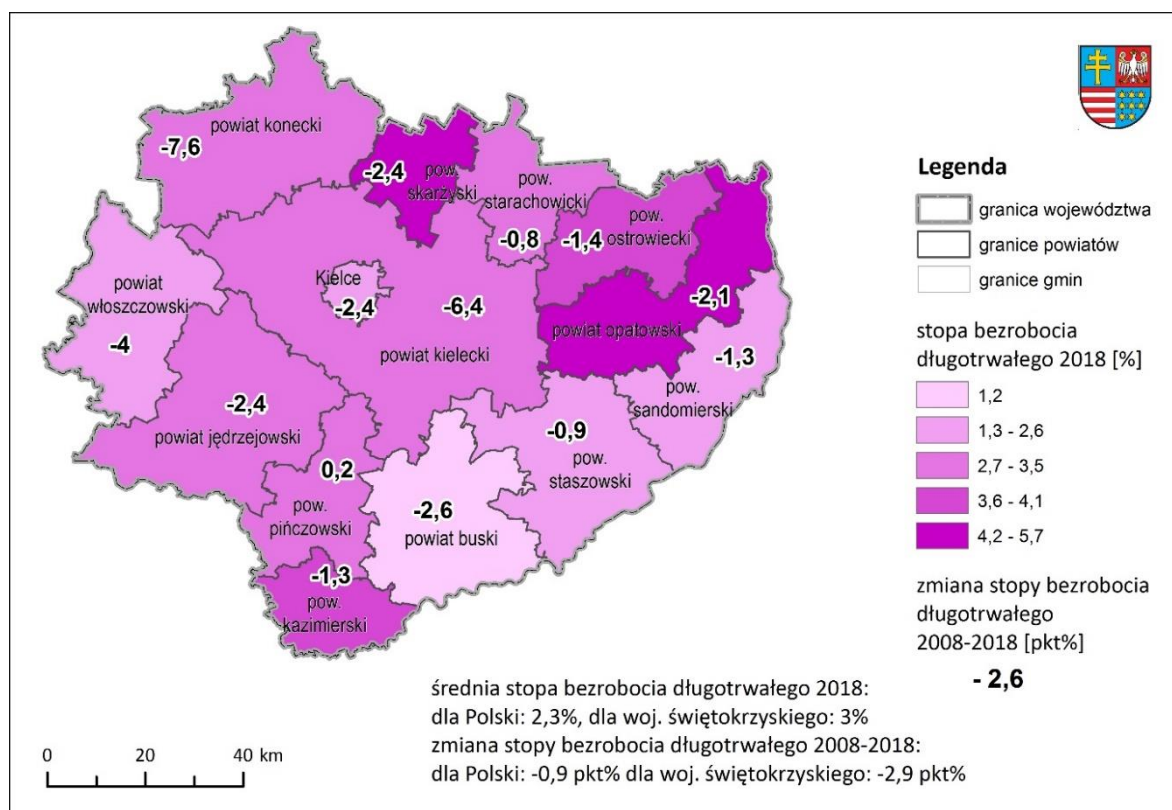 powiat konecki
-7,6
-2,4
pow.
skarżyski
pow.
starachowicki
-0,8
pow.
ostrowiecki
-1,4
powiat
włoszczowski
-4
Kielce
-2,4
-6,4
powiat kielecki
-2,1
powiat opatowski
-1,3
pow.
sandomierski
-2,4
powiat jędrzejowski
-0,9
pow.
staszowski
0,2
pow.
pińczowski
-2,6
powiat buski
-1,3
pow.
kazimierski
Legenda
granica województwa
granice powiatów
granice gmin
stopa bezrobocia
długotrwałego 2018 [%]
1,2
1,3 - 2,6
2,7 - 3,5
3,6 - 4,1
4,2 - 5,7
zmiana stopy bezrobocia
długotrwałego
2008-2018 [pkt%]
- 2,6
średnia stopa bezrobocia długotrwałego 2018:
dla Polski: 2,3%, dla woj. świętokrzyskiego: 3%
zmiana stopy bezrobocia długotrwałego 2008-2018:
dla Polski: -0,9 pkt% dla woj. świętokrzyskiego: -2,9 pkt%
0 20 40 km